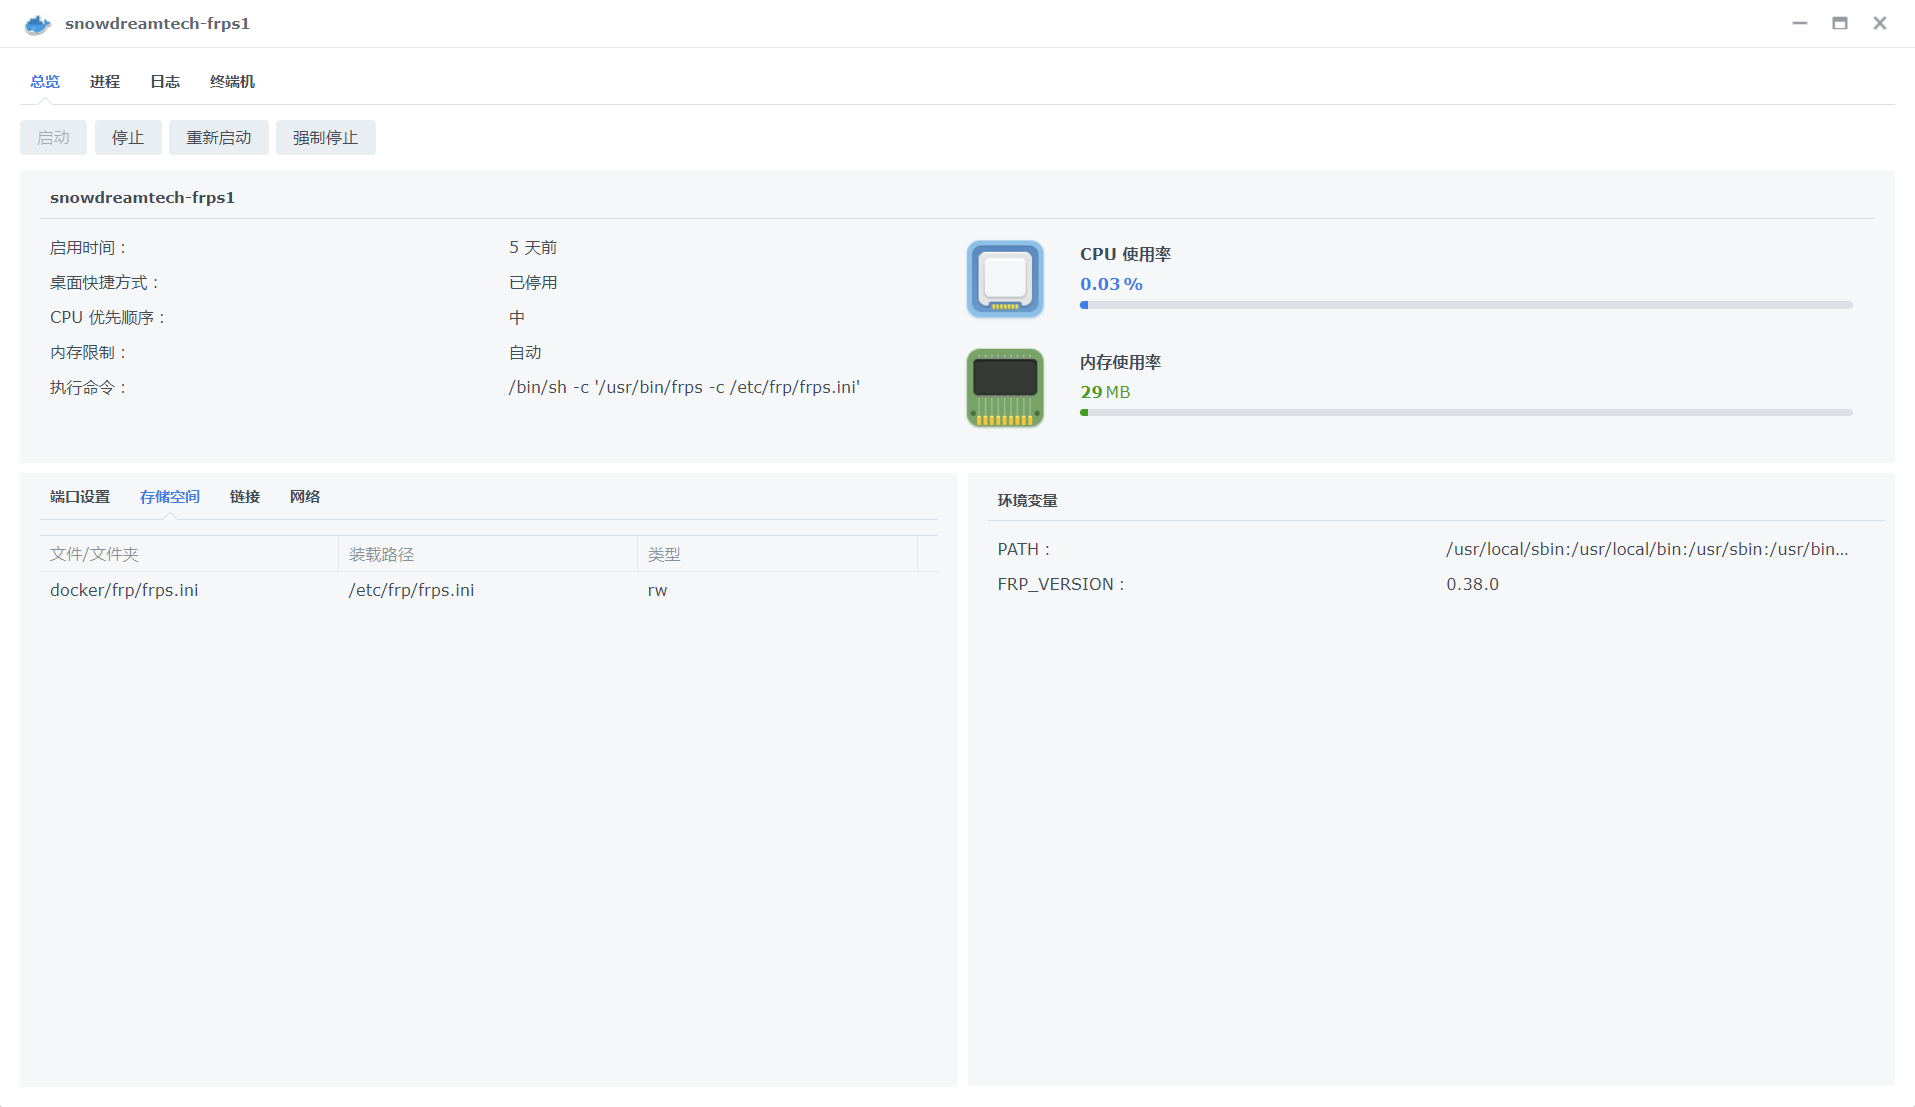 snowdreamtech-frps1
总览 进程 日志 终端机
启动 停止 重新启动 强制停止
snowdreamtech-frps1
启用时间 : 5 天前
桌面快捷方式 : 已停用
CPU 优先顺序 : 中
内存限制 : 自动
执行命令 : /bin/sh -c '/usr/bin/frps -c /etc/frp/frps.ini'
CPU 使用率
0.03 %
内存使用率
29 MB
端口设置 存储空间 链接 网络
文件/文件夹 装载路径 类型
docker/frp/frps.ini /etc/frp/frps.ini rw
环境变量
PATH : /usr/local/sbin:/usr/local/bin:/usr/sbin:/usr/bin...
FRP_VERSION : 0.38.0